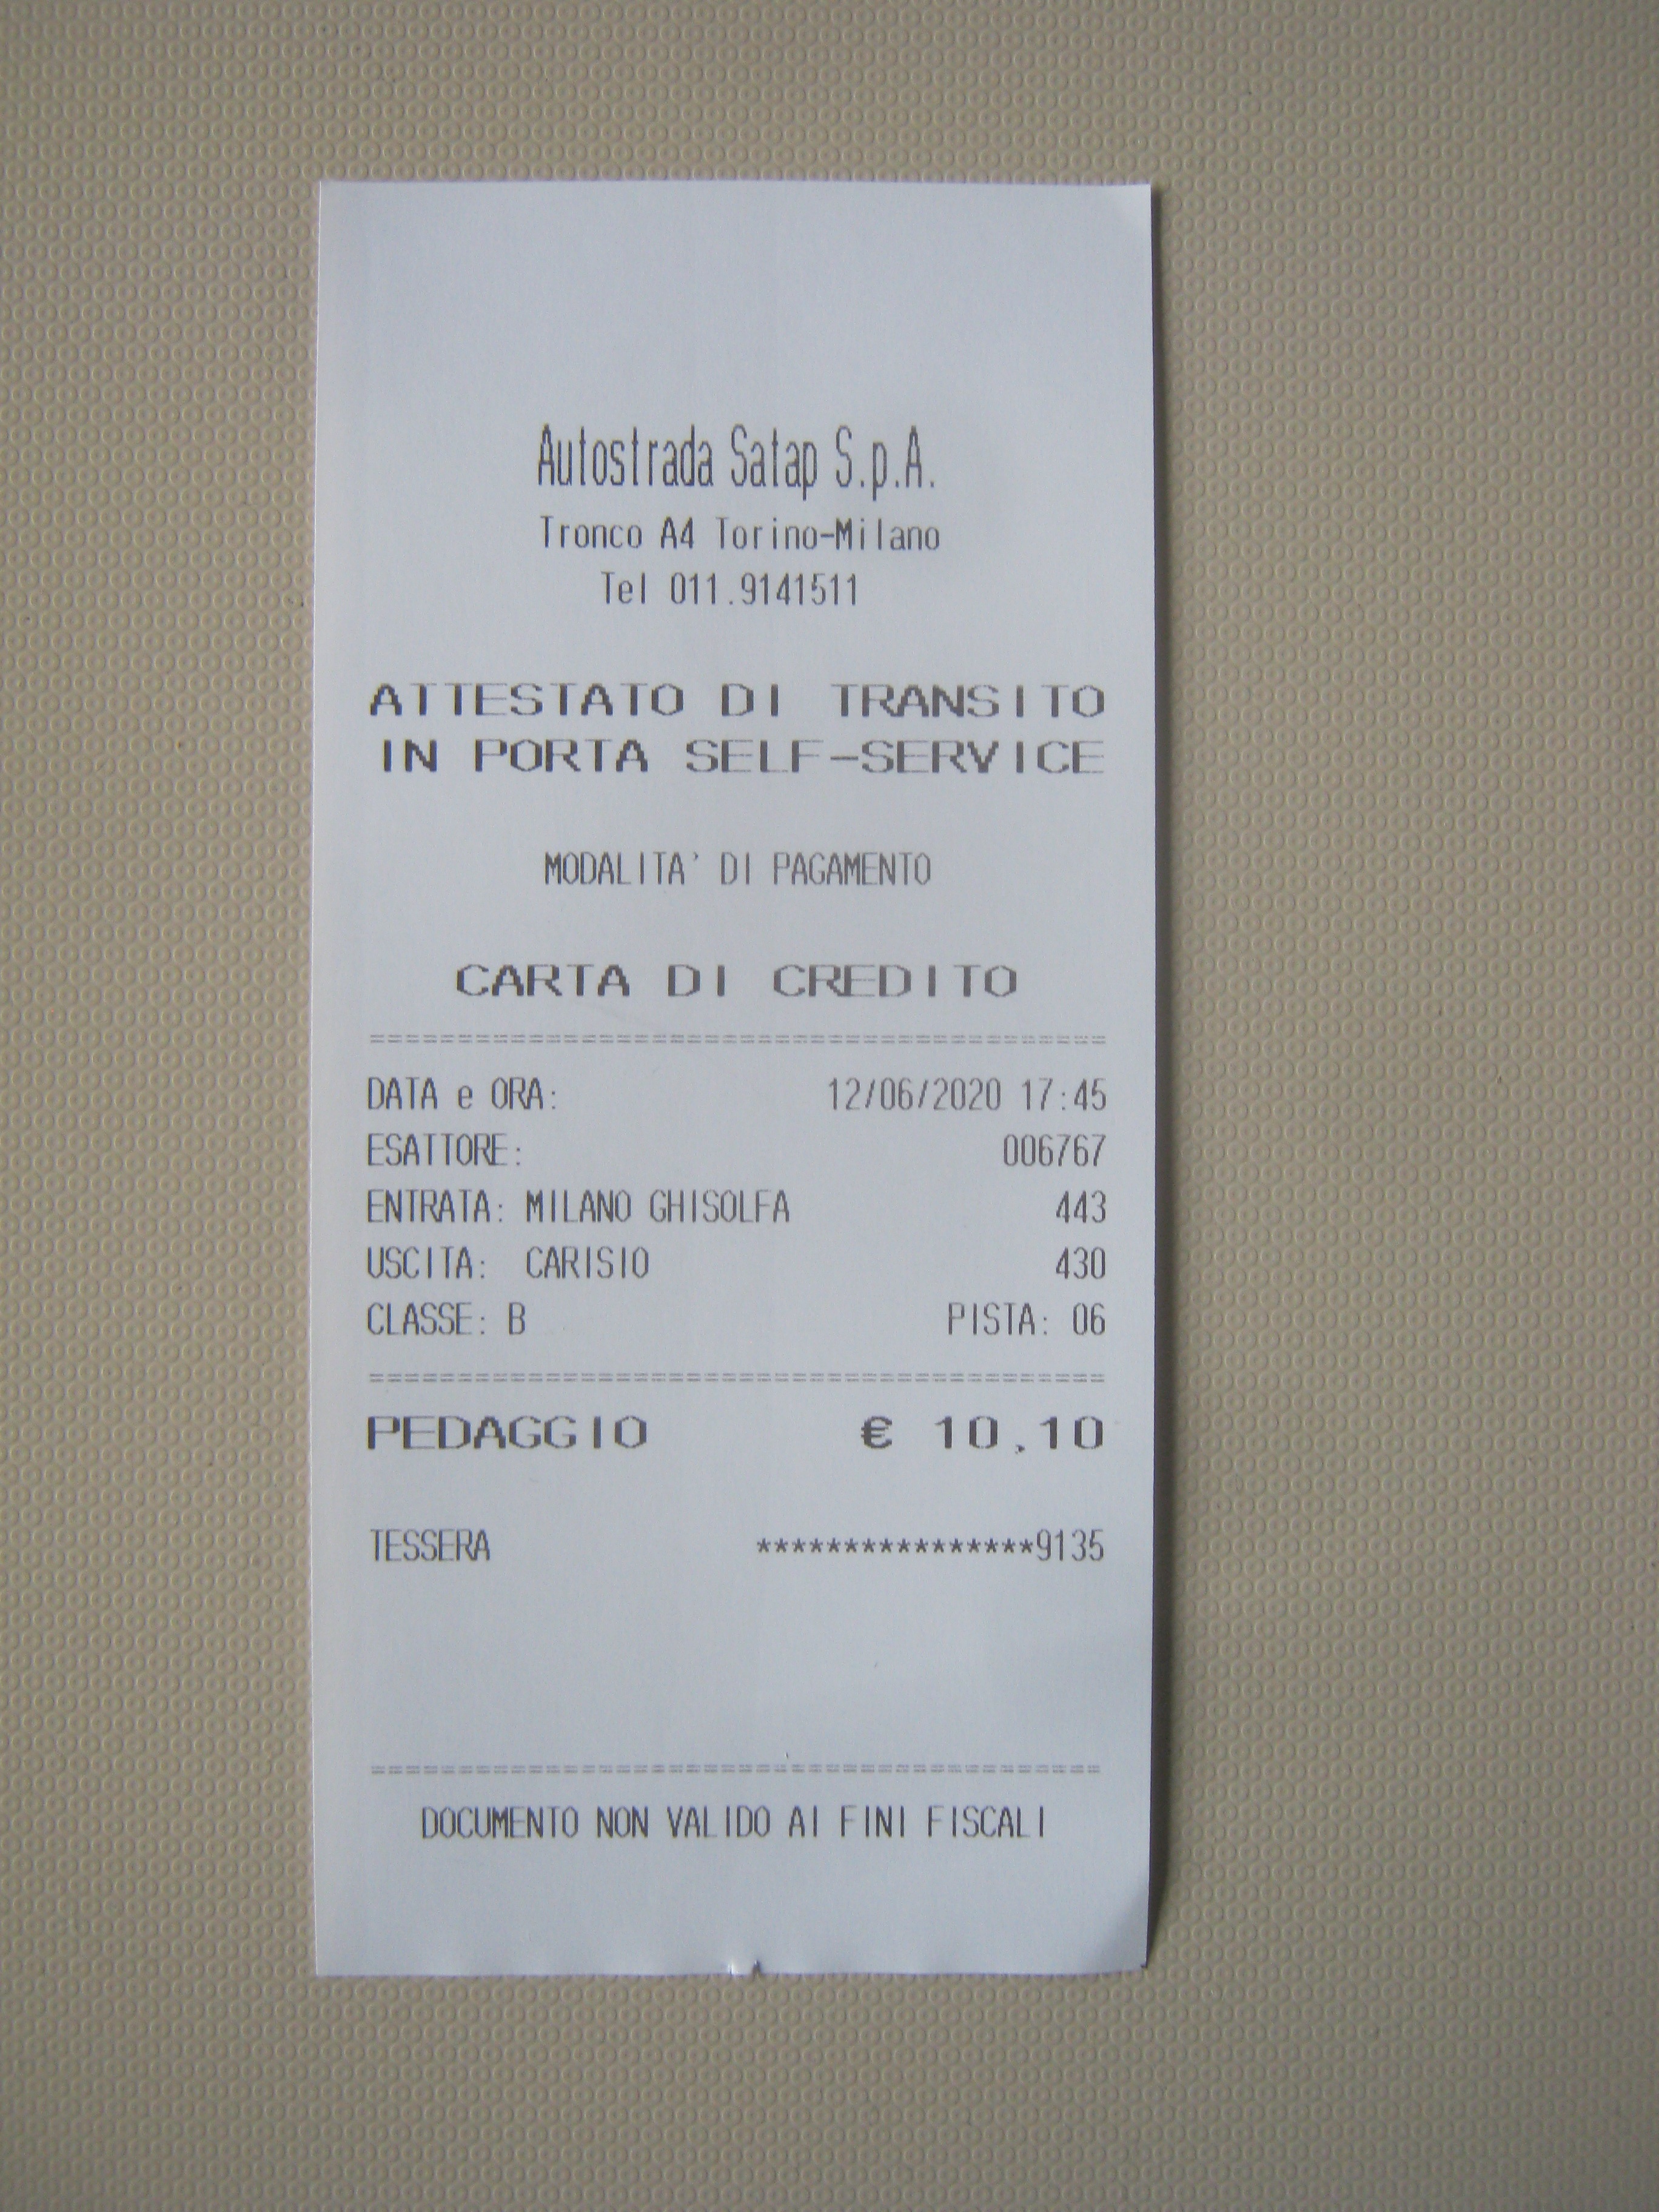 Autostrada Satap S.p.A.
Tronco A4 Torino-Milano
Tel 011.9141511
ATTESTATO DI TRANSITO
IN PORTA SELF-SERVICE
MODALITA' DI PAGAMENTO
CARTA DI CREDITO
==========================================
DATA e ORA: 12/06/2020 17:45
ESATTORE: 006767
ENTRATA: MILANO GHISOLFA 443
USCITA: CARISIO 430
CLASSE: B PISTA: 06
==========================================
PEDAGGIO € 10,10
TESSERA ****************9135
==========================================
DOCUMENTO NON VALIDO AI FINI FISCALI